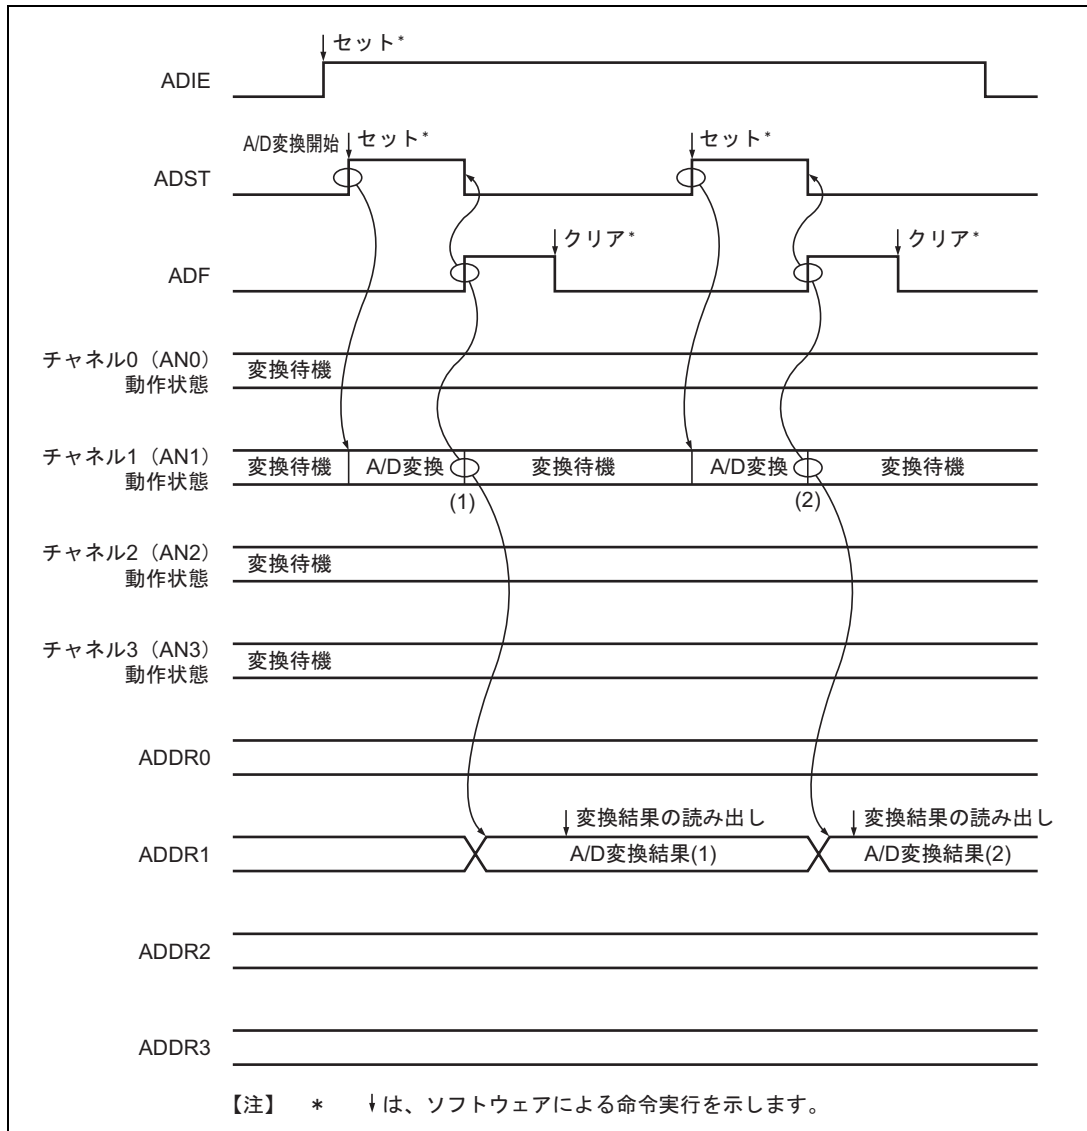 セット*
ADIE
A/D変換開始 セット* セット*
ADST
クリア* クリア*
ADF
チャネル0（AN0）
動作状態
変換待機
チャネル1（AN1）
動作状態
変換待機 A/D変換 変換待機 A/D変換 変換待機
(1) (2)
チャネル2（AN2）
動作状態
変換待機
チャネル3（AN3）
動作状態
変換待機
ADDR0
変換結果の読み出し 変換結果の読み出し
ADDR1
A/D変換結果(1) A/D変換結果(2)
ADDR2
ADDR3
【注】 * ↓は、ソフトウェアによる命令実行を示します。